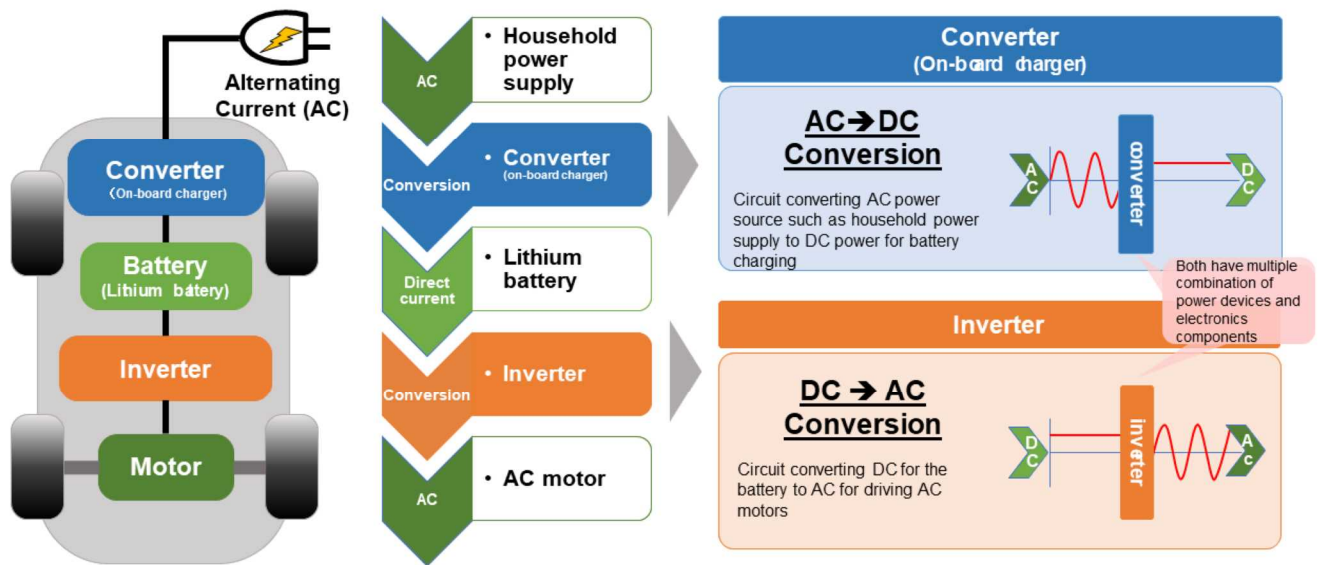 Alternating
Current (AC)
Converter
(On-board charger)
Battery
(Lithium battery)
Inverter
Motor
AC
• Household
power
supply
Conversion
• Converter
(on-board charger)
Direct
current
• Lithium
battery
Conversion
• Inverter
AC
• AC motor
Converter
(On-board charger)
AC➔DC
Conversion
Circuit converting AC power
source such as household power
supply to DC power for battery
charging
AC
converter
DC
Both have multiple
combination of
power devices and
electronics
components
Inverter
DC ➔ AC
Conversion
Circuit converting DC for the
battery to AC for driving AC
motors
DC
inverter
Ac